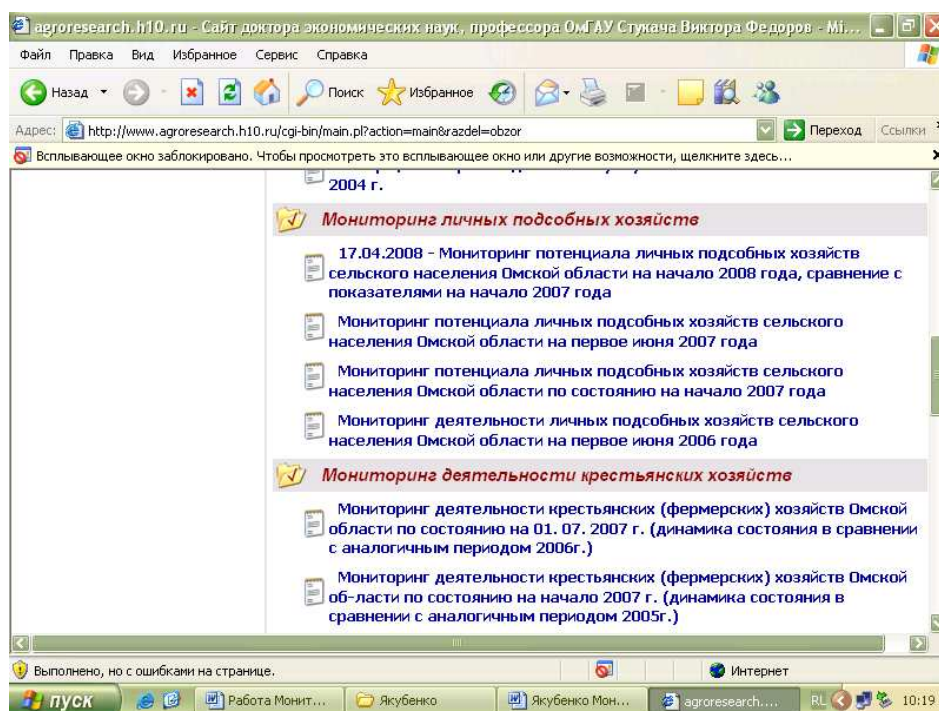 agroresearch.h10.ru - Сайт доктора экономических наук, профессора ОмГАУ Стукача Виктора Федоров - Mi...
Файл Правка Вид Избранное Сервис Справка
Назад Поиск Избранное
Адрес: http://www.agroresearch.h10.ru/cgi-bin/main.pl?action=main&razdel=obzor Переход Ссылки
Всплывающее окно заблокировано. Чтобы просмотреть это всплывающее окно или другие возможности, щелкните здесь...
2004 г.
Мониторинг личных подсобных хозяйств
17.04.2008 - Мониторинг потенциала личных подсобных хозяйств
сельского населения Омской области на начало 2008 года, сравнение с
показателями на начало 2007 года
Мониторинг потенциала личных подсобных хозяйств сельского
населения Омской области на первое июня 2007 года
Мониторинг потенциала личных подсобных хозяйств сельского
населения Омской области по состоянию на начало 2007 года
Мониторинг деятельности личных подсобных хозяйств сельского
населения Омской области на первое июня 2006 года
Мониторинг деятельности крестьянских хозяйств
Мониторинг деятельности крестьянских (фермерских) хозяйств Омской
области по состоянию на 01. 07. 2007 г. (динамика состояния в сравнении
с аналогичным периодом 2006г.)
Мониторинг деятельности крестьянских (фермерских) хозяйств Омской
об-ласти по состоянию на начало 2007 г. (динамика состояния в
сравнении с аналогичным периодом 2005г.)
Выполнено, но с ошибками на странице. Интернет
пуск Работа Монит... Якубенко Якубенко Мон... agroresearch.... RL 10:19